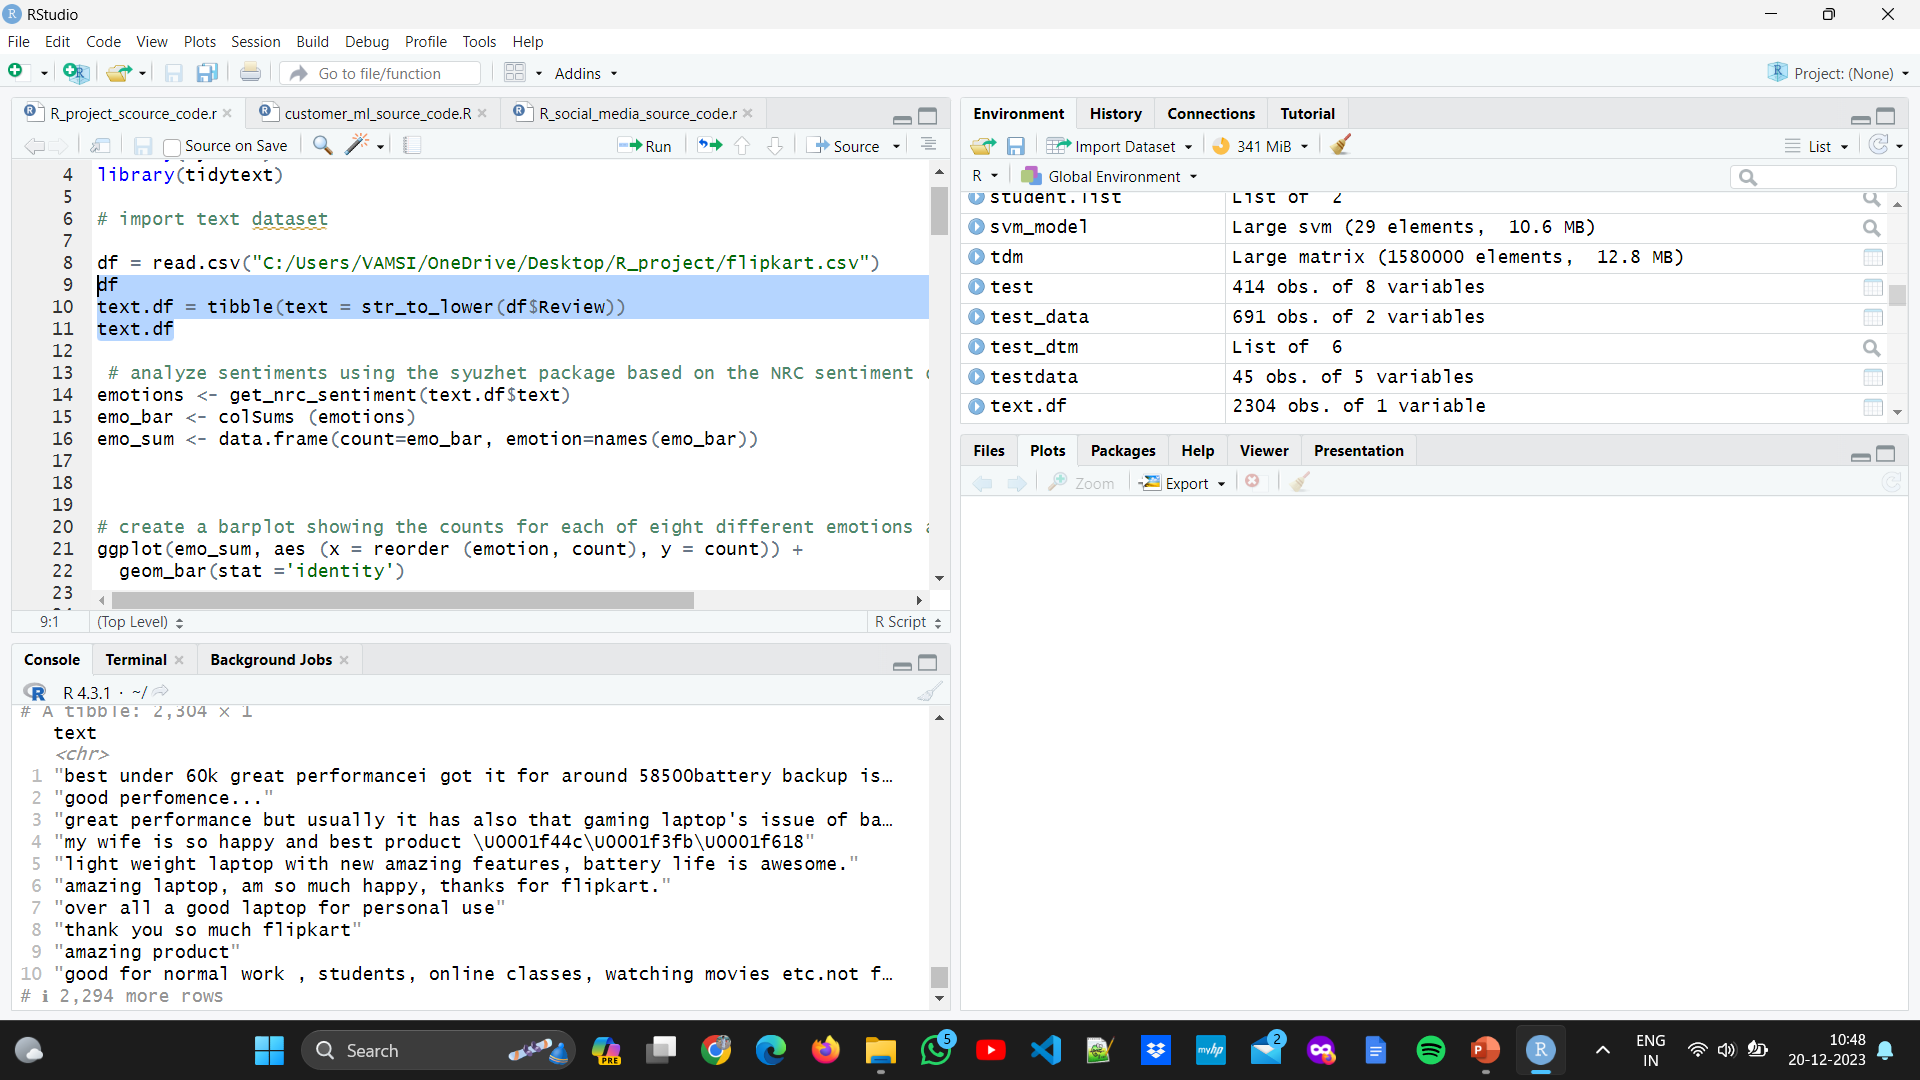 RStudio
File Edit Code View Plots Session Build Debug Profile Tools Help
Go to file/function Addins Project: (None)
R_project_scource_code.r customer_ml_source_code.R R_social_media_source_code.r
Source on Save Run Source
4 library(tidytext)
5
6 # import text dataset
7
8 df = read.csv("C:/Users/VAMSI/OneDrive/Desktop/R_project/flipkart.csv")
9 df
10 text.df = tibble(text = str_to_lower(df$Review))
11 text.df
12
13 # analyze sentiments using the syuzhet package based on the NRC sentiment
14 emotions <- get_nrc_sentiment(text.df$text)
15 emo_bar <- colSums (emotions)
16 emo_sum <- data.frame(count=emo_bar, emotion=names(emo_bar))
17
18
19
20 # create a barplot showing the counts for each of eight different emotions
21 ggplot(emo_sum, aes (x = reorder (emotion, count), y = count)) +
22 geom_bar(stat ='identity')
23
9:1 (Top Level) R Script
Console Terminal Background Jobs
R 4.3.1 · ~/
# A tibble: 2,304 × 1
text
<chr>
1 "best under 60k great performancei got it for around 58500battery backup is…
2 "good perfomence..."
3 "great performance but usually it has also that gaming laptop's issue of ba…
4 "my wife is so happy and best product \U0001f44c\U0001f3fb\U0001f618"
5 "light weight laptop with new amazing features, battery life is awesome."
6 "amazing laptop, am so much happy, thanks for flipkart."
7 "over all a good laptop for personal use"
8 "thank you so much flipkart"
9 "amazing product"
10 "good for normal work , students, online classes, watching movies etc.not f…
# ℹ 2,294 more rows
Environment History Connections Tutorial
Import Dataset 341 MiB List
R Global Environment
student.list List of 2
svm_model Large svm (29 elements, 10.6 MB)
tdm Large matrix (1580000 elements, 12.8 MB)
test 414 obs. of 8 variables
test_data 691 obs. of 2 variables
test_dtm List of 6
testdata 45 obs. of 5 variables
text.df 2304 obs. of 1 variable
Files Plots Packages Help Viewer Presentation
Zoom Export
Search PRE 5 myhp 2 P R
ENG
IN
10:48
20-12-2023